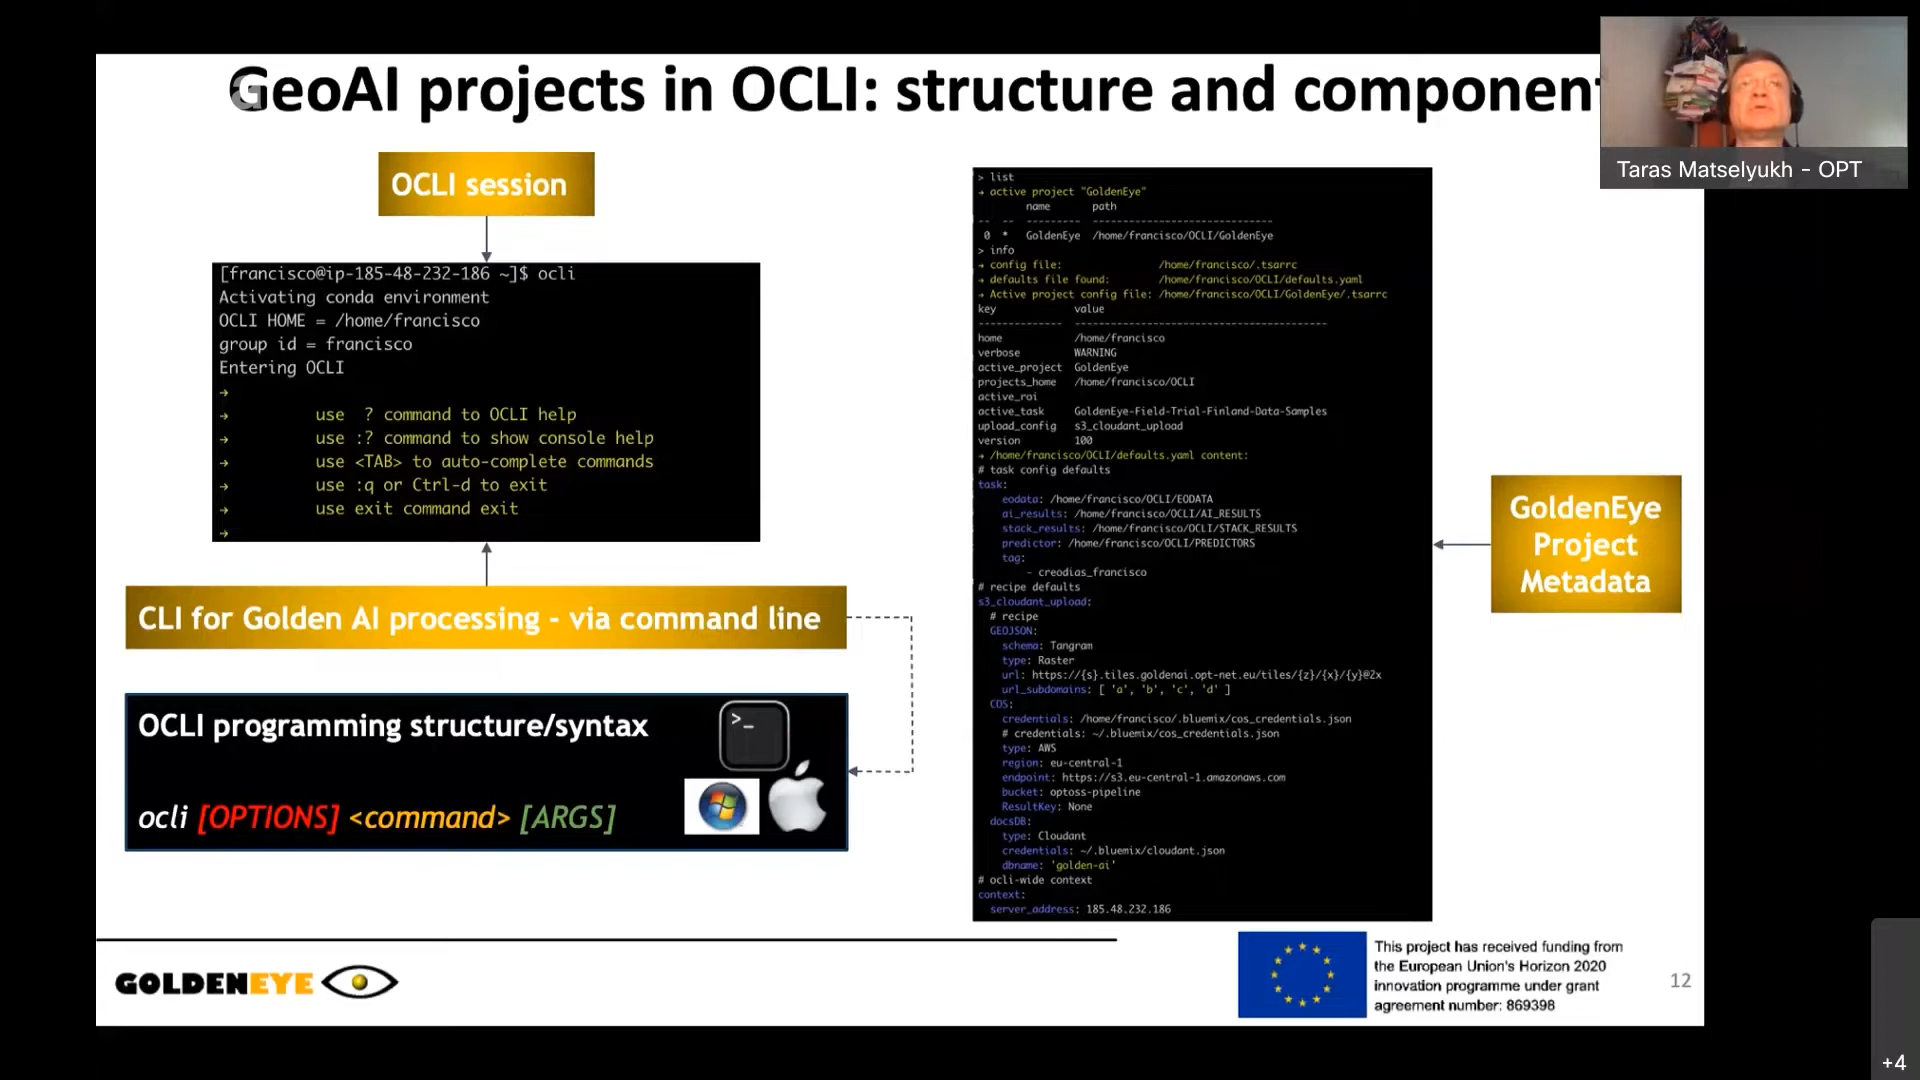 GeoAI projects in OCLI: structure and component
Taras Matselyukh - OPT
OCLI session
[francisco@ip-185-48-232-186 ~]$ ocli
Activating conda environment
OCLI HOME = /home/francisco
group id = francisco
Entering OCLI
→
→ use ? command to OCLI help
→ use :? command to show console help
→ use <TAB> to auto-complete commands
→ use :q or Ctrl-d to exit
→ use exit command exit
→
CLI for Golden AI processing - via command line
OCLI programming structure/syntax
>_
ocli [OPTIONS] <command> [ARGS]
> list
→ active project "GoldenEye"
name path
-- -- --------- ------------------------------
0 * GoldenEye /home/francisco/OCLI/GoldenEye
> info
→ config file: /home/francisco/.tsarrc
→ defaults file found: /home/francisco/OCLI/defaults.yaml
→ Active project config file: /home/francisco/OCLI/GoldenEye/.tsarrc
key value
-------------- ------------------------------------------
home /home/francisco
verbose WARNING
active_project GoldenEye
projects_home /home/francisco/OCLI
active_roi
active_task GoldenEye-Field-Trial-Finland-Data-Samples
upload_config s3_cloudant_upload
version 100
→ /home/francisco/OCLI/defaults.yaml content:
# task config defaults
task:
eodata: /home/francisco/OCLI/EODATA
ai_results: /home/francisco/OCLI/AI_RESULTS
stack_results: /home/francisco/OCLI/STACK_RESULTS
predictor: /home/francisco/OCLI/PREDICTORS
tag:
- creodias_francisco
# recipe defaults
s3_cloudant_upload:
# recipe
GEOJSON:
schema: Tangram
type: Raster
url: https://{s}.tiles.goldenai.opt-net.eu/tiles/{z}/{x}/{y}@2x
url_subdomains: [ 'a', 'b', 'c', 'd' ]
COS:
credentials: /home/francisco/.bluemix/cos_credentials.json
# credentials: ~/.bluemix/cos_credentials.json
type: AWS
region: eu-central-1
endpoint: https://s3.eu-central-1.amazonaws.com
bucket: optoss-pipeline
ResultKey: None
docsDB:
type: Cloudant
credentials: ~/.bluemix/cloudant.json
dbname: 'golden-ai'
# ocli-wide context
context:
server_address: 185.48.232.186
GoldenEye
Project
Metadata
GOLDENEYE
This project has received funding from
the European Union's Horizon 2020
innovation programme under grant
agreement number: 869398
12
+4